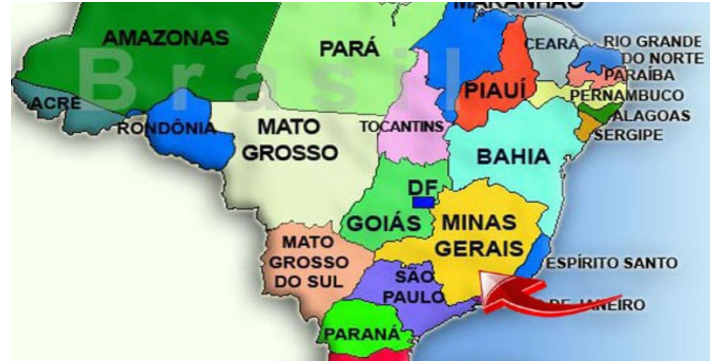 MARANHÃO
AMAZONAS
PARÁ
CEARÁ
RIO GRANDE
DO NORTE
Brasil
PARAÍBA
PIAUÍ
PERNAMBUCO
ACRE
ALAGOAS
RONDÔNIA
MATO
GROSSO
TOCANTINS
SERGIPE
BAHIA
DF
GOIÁS
MINAS
GERAIS
MATO
GROSSO
DO SUL
SÃO
PAULO
ESPÍRITO SANTO
DE JANEIRO
PARANÁ